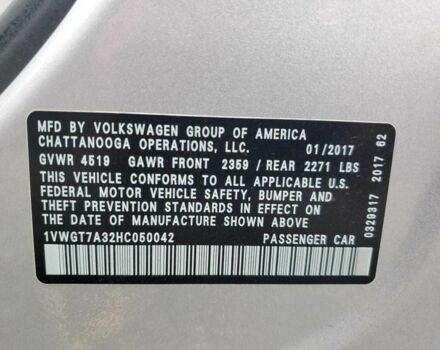 MFD BY VOLKSWAGEN GROUP OF AMERICA
CHATTANOOGA OPERATIONS, LLC. 01/2017
GVWR 4519 GAWR FRONT 2359 / REAR 2271 LBS
THIS VEHICLE CONFORMS TO ALL APPLICABLE U.S.
FEDERAL MOTOR VEHICLE SAFETY, BUMPER AND
THEFT PREVENTION STANDARDS IN EFFECT ON THE
DATE OF MANUFACTURE SHOWN ABOVE
1VWGT7A32HC050042 PASSENGER CAR
0329317 2017 62